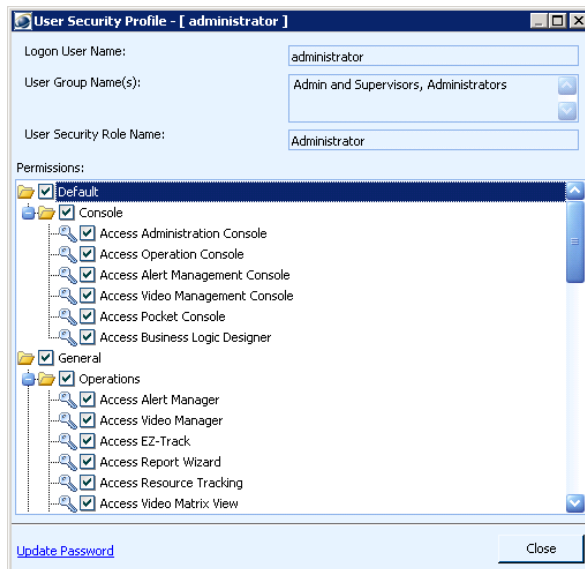 User Security Profile - [ administrator ]
Logon User Name:
administrator
User Group Name(s):
Admin and Supervisors, Administrators
User Security Role Name:
Administrator
Permissions:
Default
Console
Access Administration Console
Access Operation Console
Access Alert Management Console
Access Video Management Console
Access Pocket Console
Access Business Logic Designer
General
Operations
Access Alert Manager
Access Video Manager
Access EZ-Track
Access Report Wizard
Access Resource Tracking
Access Video Matrix View
Update Password
Close